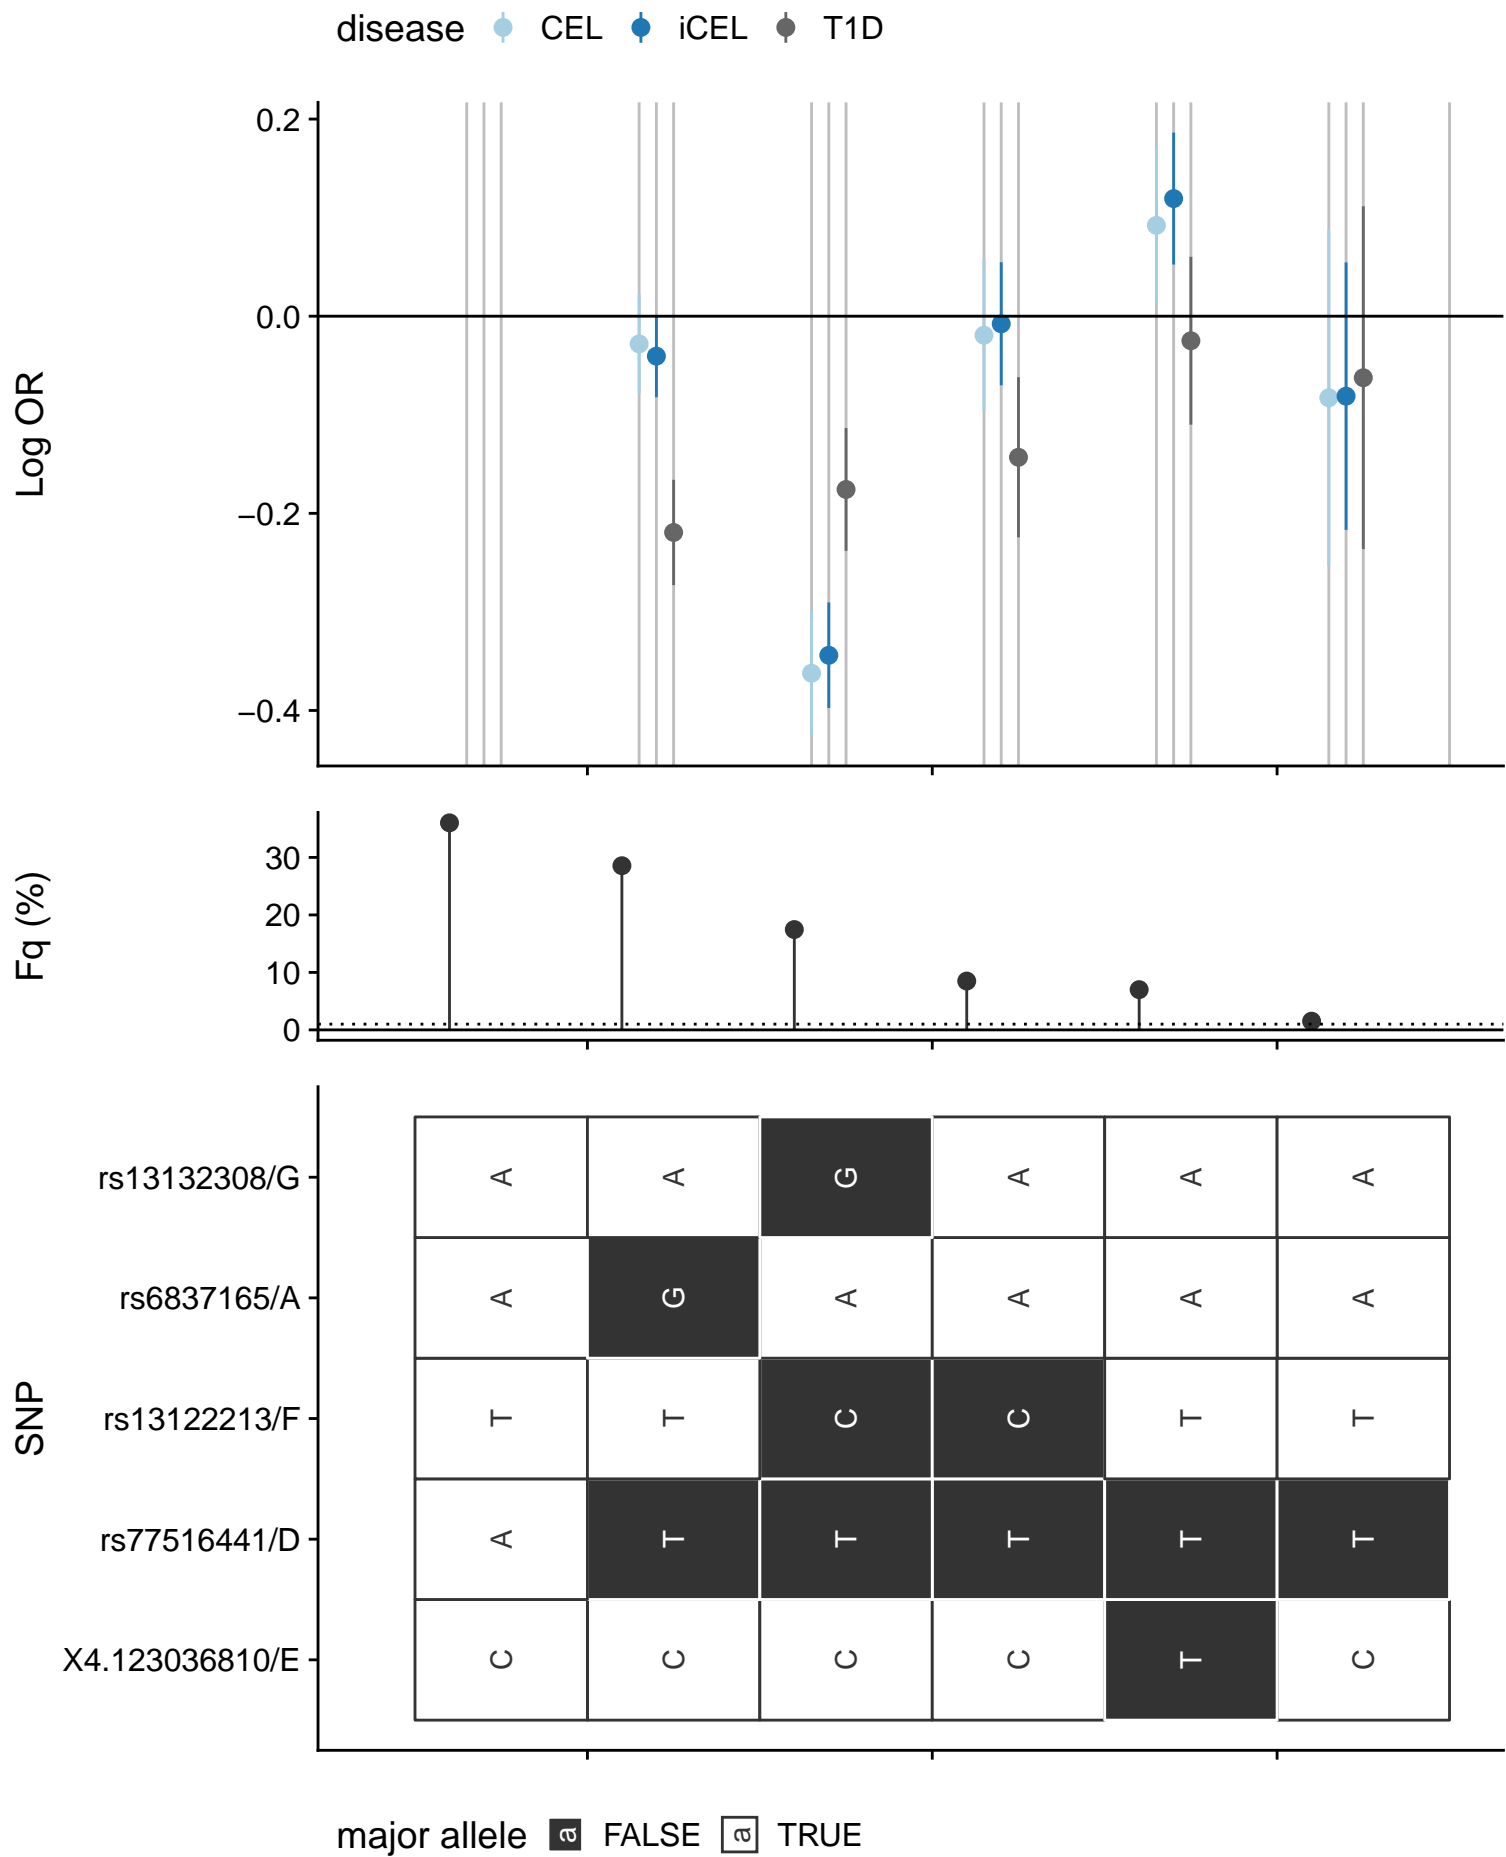 disease CEL iCEL T1D
0.2
0.0
−0.2
−0.4
Log OR
30
20
10
0
Fq (%)
rs13132308/G A A G A A A
rs6837165/A A G A A A A
rs13122213/F T T C C T T
rs77516441/D A T T T T T
X4.123036810/E C C C C T C
SNP
major allele a FALSE a TRUE